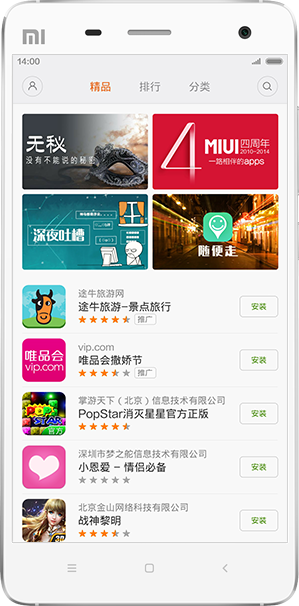 mi
14:00
精品 排行 分类
无秘
没有不能说的秘密
4 MIUI 四周年
2010-2014
一路相伴的apps
深夜吐槽
随便走
途牛旅游网
途牛旅游-景点旅行
推广
安装
唯品会
vip.com
vip.com
唯品会撒娇节
推广
安装
POP STAR
官方
掌游天下（北京）信息技术有限公司
PopStar消灭星星官方正版
安装
深圳市梦之舵信息技术有限公司
小恩爱 - 情侣必备
安装
北京金山网络科技有限公司
战神黎明
安装